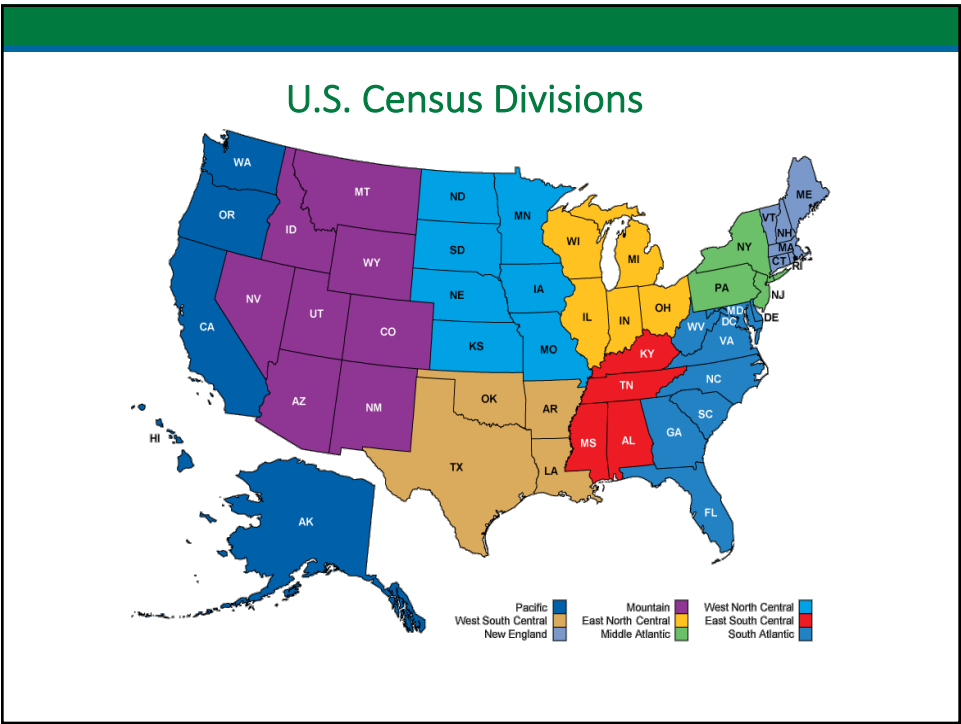 U.S. Census Divisions
WA
MT
ND
MN
ME
OR
ID
SD
WI
MI
VT
NH
NY
MA
CT
RI
WY
NE
IA
PA
NJ
NV
UT
CO
IL
IN
OH
MD
DE
DC
WV
VA
CA
KS
MO
KY
NC
TN
AZ
NM
OK
AR
SC
GA
MS
AL
HI
TX
LA
FL
AK
Pacific
Mountain
West North Central
West South Central
East North Central
East South Central
New England
Middle Atlantic
South Atlantic